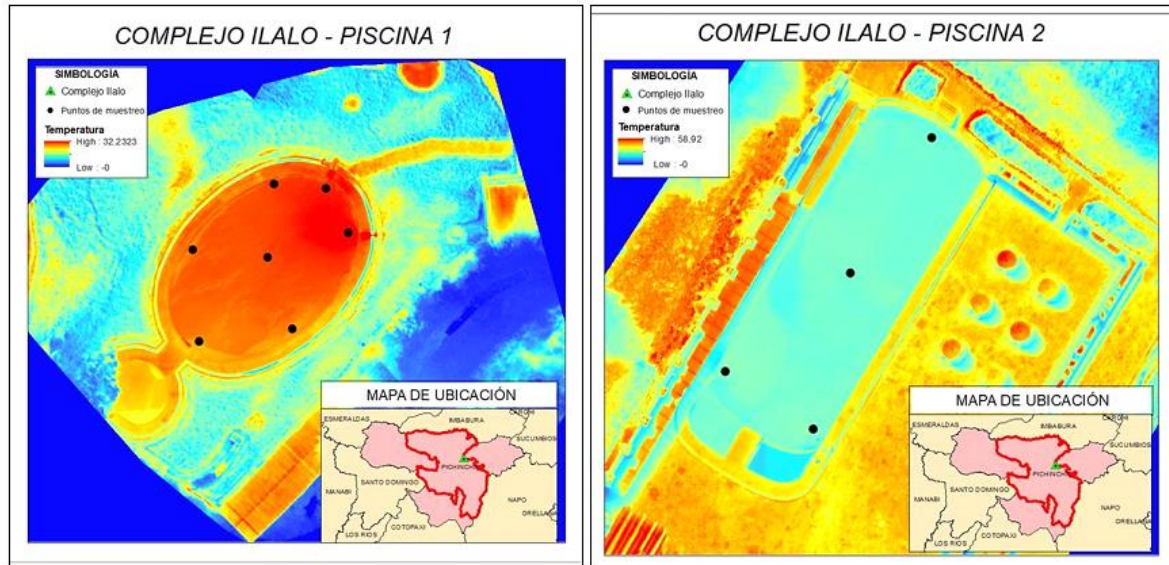 COMPLEJO ILALO - PISCINA 1
SIMBOLOGÍA
Complejo Ilalo
Puntos de muestreo
Temperatura
High : 32.2323
Low : -0
MAPA DE UBICACIÓN
ESMERALDAS
IMBABURA
CARCHI
SUCUMBIOS
PICHINCHA
SANTO DOMINGO
MANABI
NAPO
ORELLANA
COTOPAXI
LOS RIOS
COMPLEJO ILALO - PISCINA 2
SIMBOLOGÍA
Complejo Ilalo
Puntos de muestreo
Temperatura
High : 58,92
Low : -0
MAPA DE UBICACIÓN
ESMERALDAS
IMBABURA
CARCHI
SUCUMBIOS
PICHINCHA
SANTO DOMINGO
MANABI
NAPO
ORELLANA
COTOPAXI
LOS RIOS